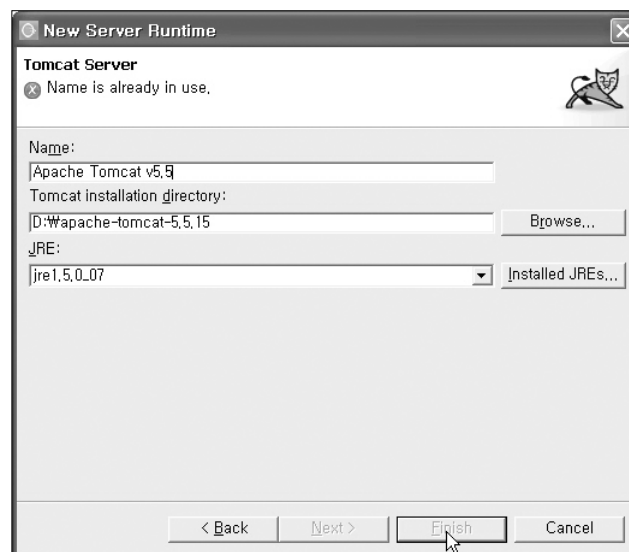 New Server Runtime
Tomcat Server
Name is already in use.
Name:
Apache Tomcat v5.5
Tomcat installation directory:
D:₩apache-tomcat-5.5.15
Browse...
JRE:
jre1.5.0_07
Installed JREs...
< Back
Next >
Finish
Cancel